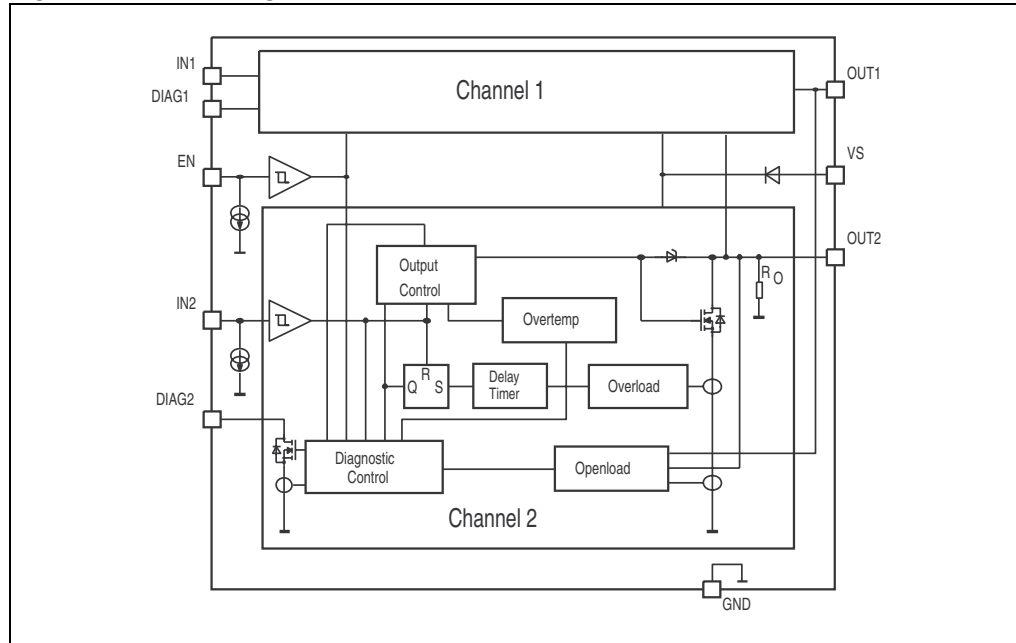 IN1
Channel 1
OUT1
DIAG1
EN
VS
OUT2
Output
Control
R O
IN2
Overtemp
R
Q S
Delay
Timer
Overload
DIAG2
Diagnostic
Control
Openload
Channel 2
GND